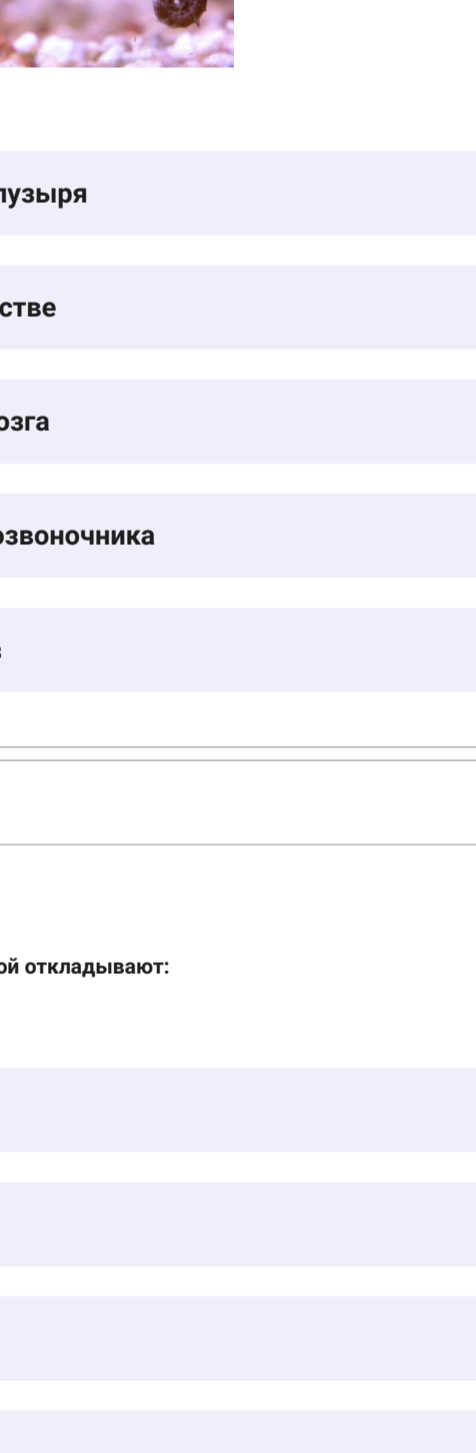 пузыря
стве
озга
озвоночника
в
ой откладывают: